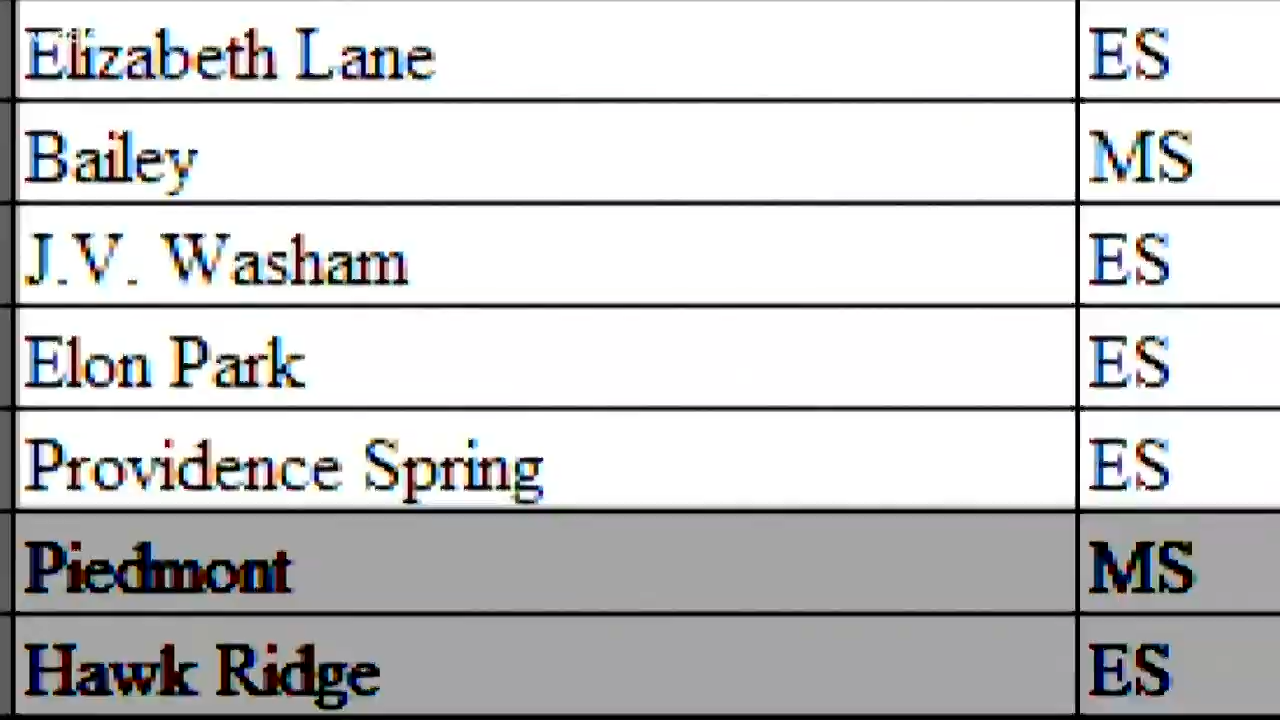 Elizabeth Lane ES
Bailey MS
J.V. Washam ES
Elon Park ES
Providence Spring ES
Piedmont MS
Hawk Ridge ES